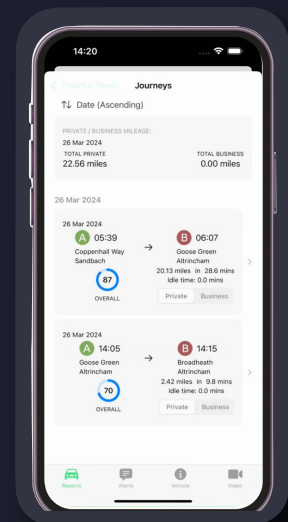 14:20
Journeys
Date (Ascending)
PRIVATE / BUSINESS MILEAGE:
26 Mar 2024
TOTAL PRIVATE TOTAL BUSINESS
22.56 miles 0.00 miles
26 Mar 2024
26 Mar 2024
A 05:39 → B 06:07
Coppenhall Way Goose Green
Sandbach Altrincham
20.13 miles in 28.6 mins
87 Idle time: 0.0 mins
OVERALL Private Business
26 Mar 2024
A 14:05 → B 14:15
Goose Green Broadheath
Altrincham Altrincham
2.42 miles in 9.8 mins
70 Idle time: 0.0 mins
OVERALL Private Business
Reports Alerts Vehicle Video